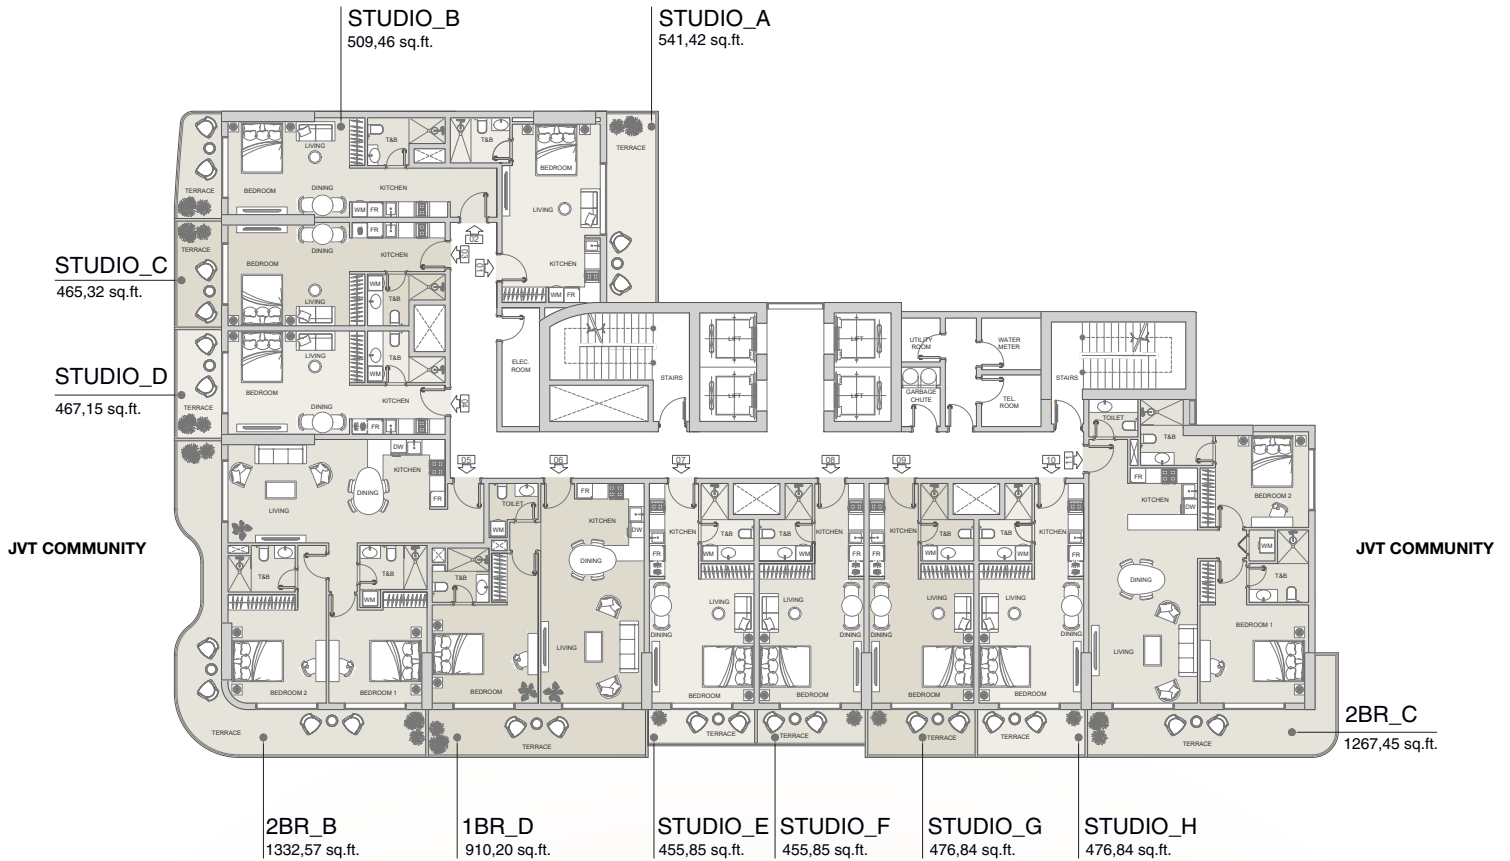 STUDIO_B
509,46 sq.ft.
STUDIO_A
541,42 sq.ft.
TERRACE
BEDROOM
LIVING
DINING
KITCHEN
T&B
WM
FR
T&B
BEDROOM
LIVING
KITCHEN
WM
FR
TERRACE
02
03
01
STUDIO_C
465,32 sq.ft.
TERRACE
BEDROOM
DINING
LIVING
KITCHEN
FR
WM
T&B
STUDIO_D
467,15 sq.ft.
TERRACE
BEDROOM
LIVING
DINING
KITCHEN
T&B
WM
FR
04
ELEC.
ROOM
STAIRS
LIFT
LIFT
LIFT
LIFT
UTILITY
ROOM
WATER
METER
GARBAGE
CHUTE
TEL.
ROOM
STAIRS
05
06
07
08
09
10
11
JVT COMMUNITY
JVT COMMUNITY
LIVING
DINING
KITCHEN
DW
FR
T&B
T&B
WM
BEDROOM 2
BEDROOM 1
TERRACE
TOILET
WM
T&B
BEDROOM
FR
KITCHEN
DW
DINING
LIVING
TERRACE
KITCHEN
T&B
FR
WM
LIVING
DINING
BEDROOM
TERRACE
T&B
KITCHEN
WM
FR
LIVING
DINING
BEDROOM
TERRACE
KITCHEN
T&B
FR
WM
LIVING
DINING
BEDROOM
TERRACE
T&B
KITCHEN
WM
FR
LIVING
DINING
BEDROOM
TERRACE
TOILET
T&B
FR
KITCHEN
DW
BEDROOM 2
WM
T&B
DINING
LIVING
BEDROOM 1
TERRACE
2BR_C
1267,45 sq.ft.
2BR_B
1332,57 sq.ft.
1BR_D
910,20 sq.ft.
STUDIO_E
455,85 sq.ft.
STUDIO_F
455,85 sq.ft.
STUDIO_G
476,84 sq.ft.
STUDIO_H
476,84 sq.ft.